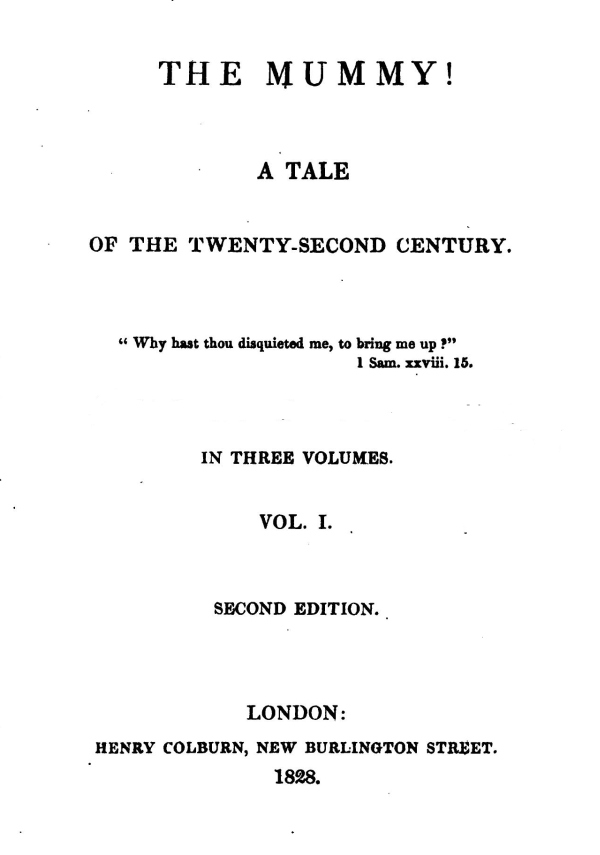 THE MUMMY!
A TALE
OF THE TWENTY-SECOND CENTURY.
“ Why hast thou disquieted me, to bring me up ?”
1 Sam. xxviii. 15.
IN THREE VOLUMES.
VOL. I.
SECOND EDITION.
LONDON:
HENRY COLBURN, NEW BURLINGTON STREET.
1828.